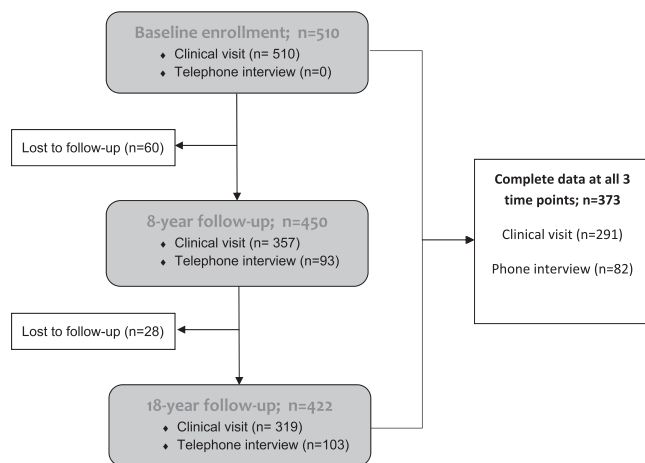 Baseline enrollment; n=510
♦ Clinical visit (n= 510)
♦ Telephone interview (n=0)
Lost to follow-up (n=60)
8-year follow-up; n=450
♦ Clinical visit (n= 357)
♦ Telephone interview (n=93)
Lost to follow-up (n=28)
18-year follow-up; n=422
♦ Clinical visit (n= 319)
♦ Telephone interview (n=103)
Complete data at all 3
time points; n=373
Clinical visit (n=291)
Phone interview (n=82)